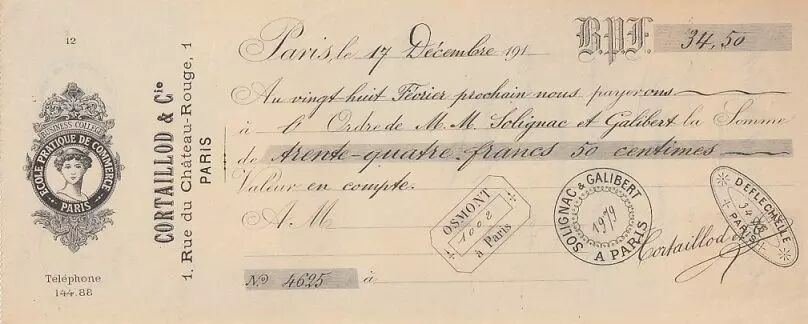 12
BUSINESS COLLEGE
ECOLE PRATIQUE DE COMMERCE
PARIS
Téléphone
144.88
CORTAILLOD & Cie
1, Rue du Château-Rouge, 1
PARIS
Paris, le 17 Décembre 191
B.P.F. 34,50
Au vingt huit Février prochain nous payerons
à l' Ordre de M. M. Solignac et Galibert la Somme
de trente-quatre francs 50 centimes
Valeur en compte.
A M
OSMONT
1002
à Paris
SOLIGNAC & GALIBERT
1979
A PARIS
DEFLECHELLE
PARIS
Cortaillod
No 4625 à